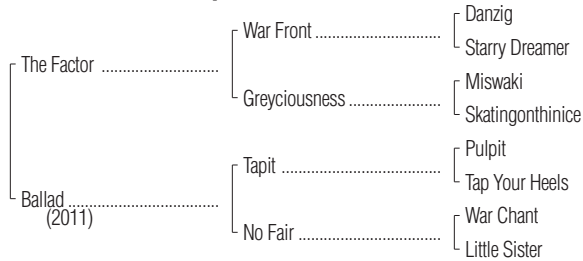 Danzig
War Front ..............................
Starry Dreamer
The Factor ............................
Miswaki
Greyciousness ......................
Skatingonthinice
Pulpit
Tapit ......................................
Tap Your Heels
Ballad ....................................
(2011)
War Chant
No Fair ..................................
Little Sister